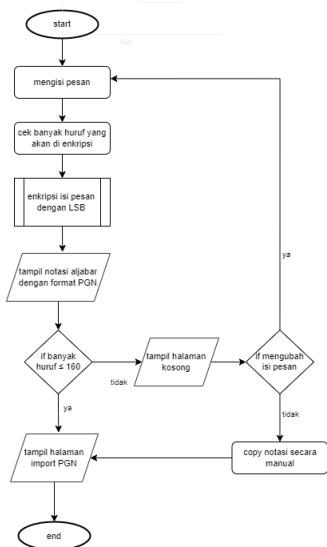 start
No
mengisi pesan
cek banyak huruf yang
akan di enkripsi
enkripsi isi pesan
dengan LSB
ya
tampil notasi aljabar
dengan format PGN
if banyak
huruf ≤ 160
tampil halaman
kosong
if mengubah
isi pesan
tidak
ya
tidak
tampil halaman
import PGN
copy notasi secara
manual
end